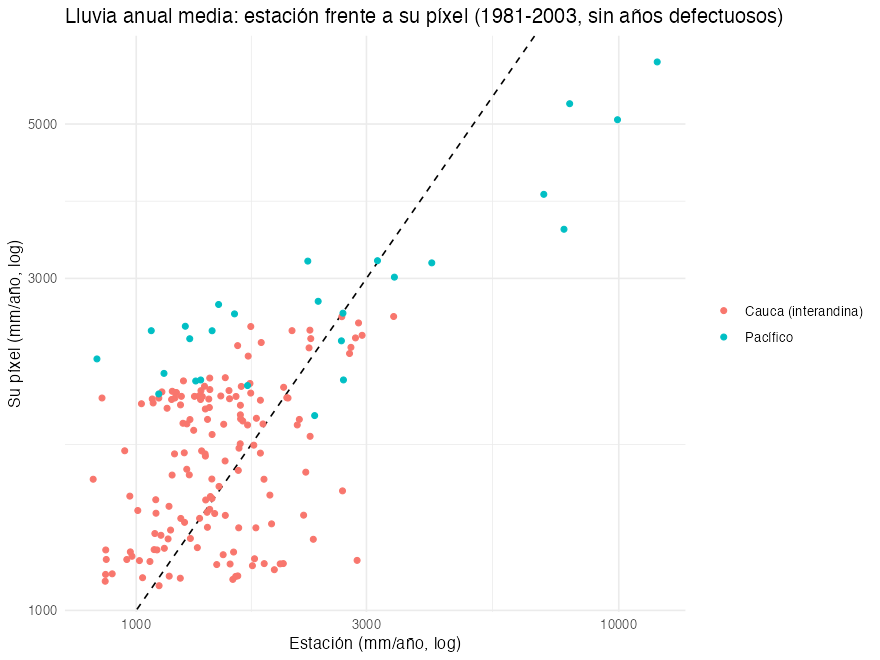 Lluvia anual media: estación frente a su píxel (1981-2003, sin años defectuosos)
5000
3000
1000
Su píxel (mm/año, log)
1000
3000
10000
Estación (mm/año, log)
Cauca (interandina)
Pacífico